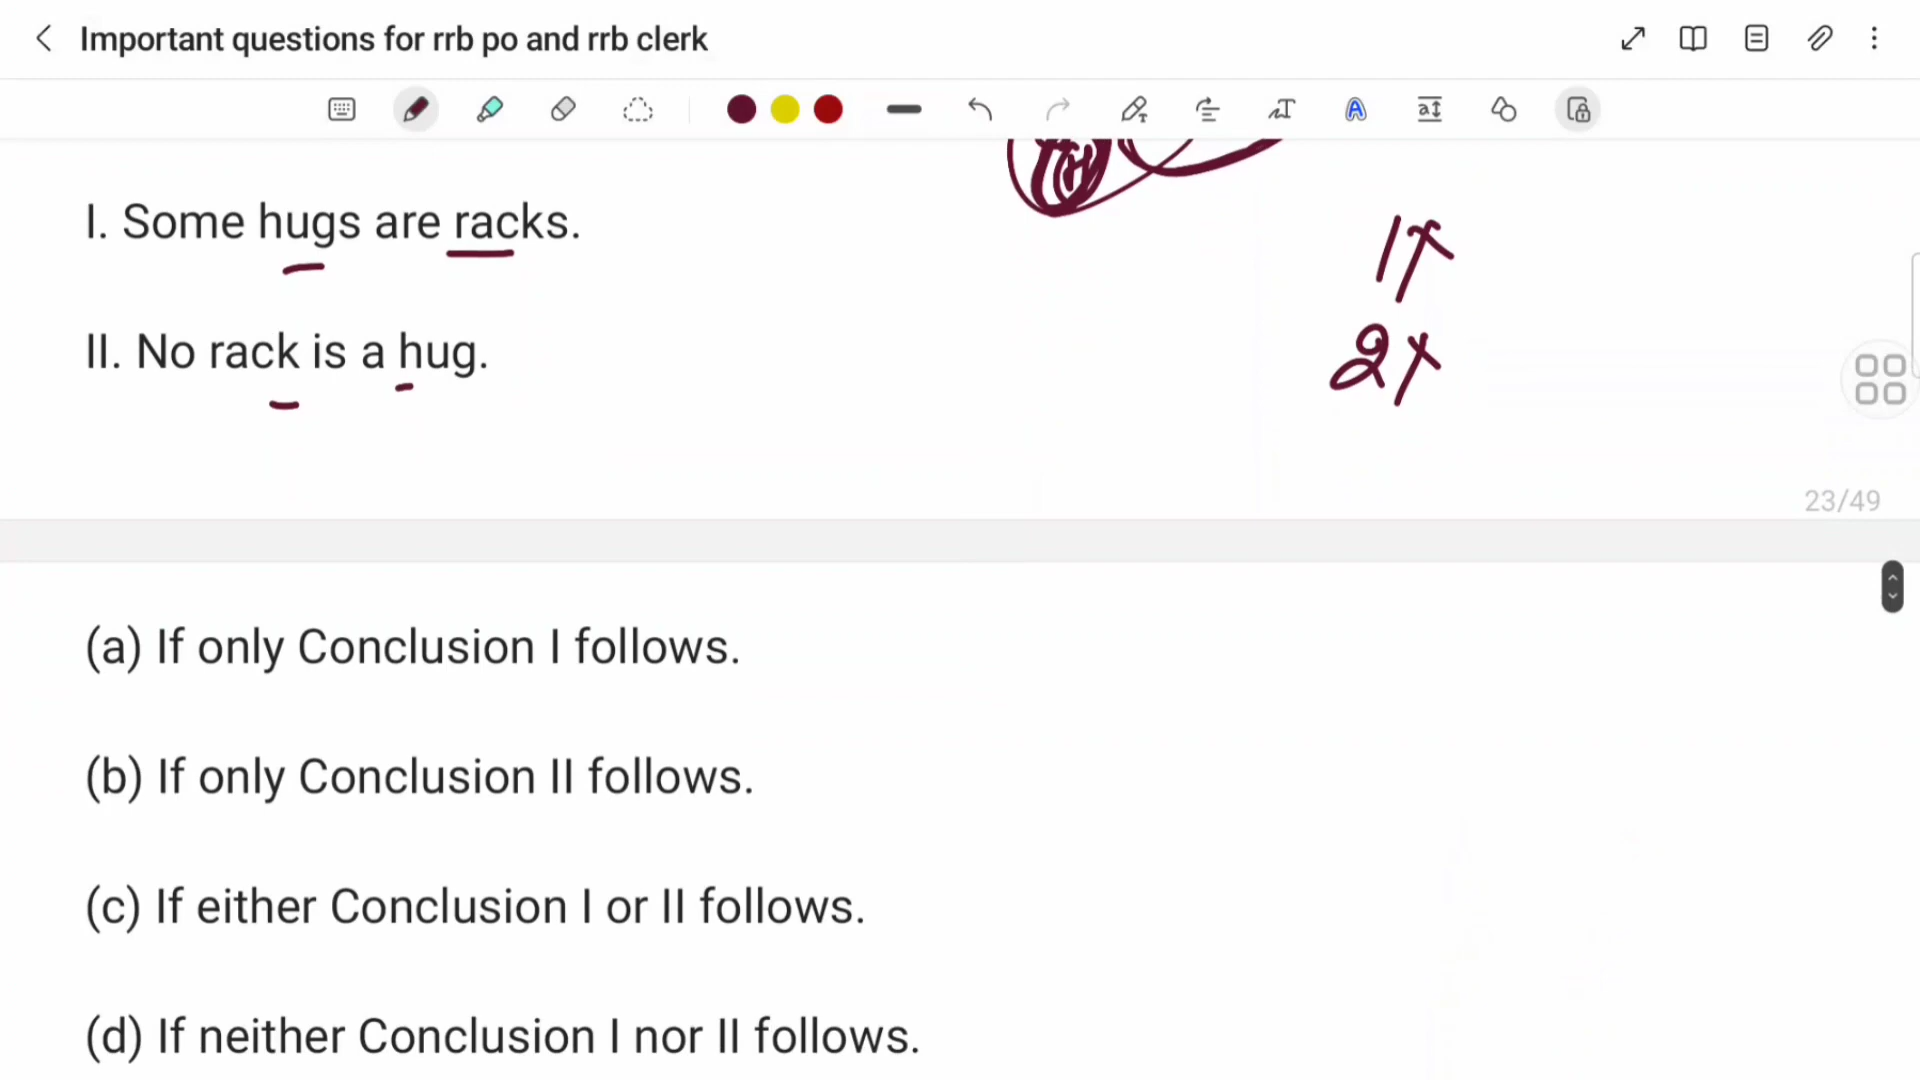 Important questions for rrb po and rrb clerk
I. Some hugs are racks.
1x
II. No rack is a hug.
2x
23/49
(a) If only Conclusion I follows.
(b) If only Conclusion II follows.
(c) If either Conclusion I or II follows.
(d) If neither Conclusion I nor II follows.